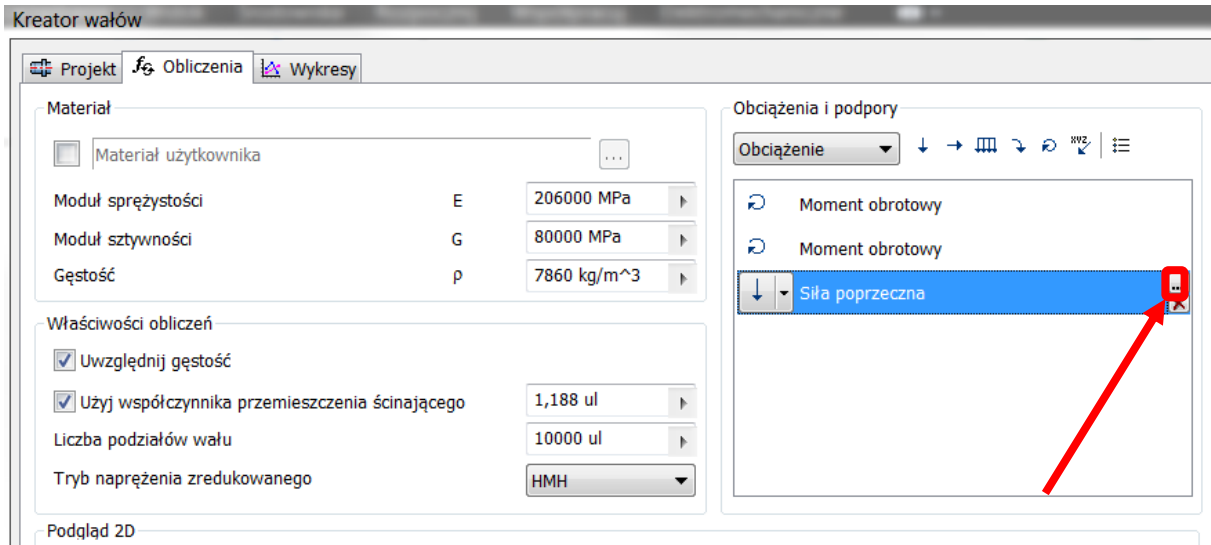 Kreator wałów
Projekt
Obliczenia
Wykresy
Materiał
Materiał użytkownika
...
Moduł sprężystości E 206000 MPa
Moduł sztywności G 80000 MPa
Gęstość ρ 7860 kg/m^3
Właściwości obliczeń
Uwzględnij gęstość
Użyj współczynnika przemieszczenia ścinającego 1,188 ul
Liczba podziałów wału 10000 ul
Tryb naprężenia zredukowanego HMH
Podgląd 2D
Obciążenia i podpory
Obciążenie
xyz
Moment obrotowy
Moment obrotowy
Siła poprzeczna